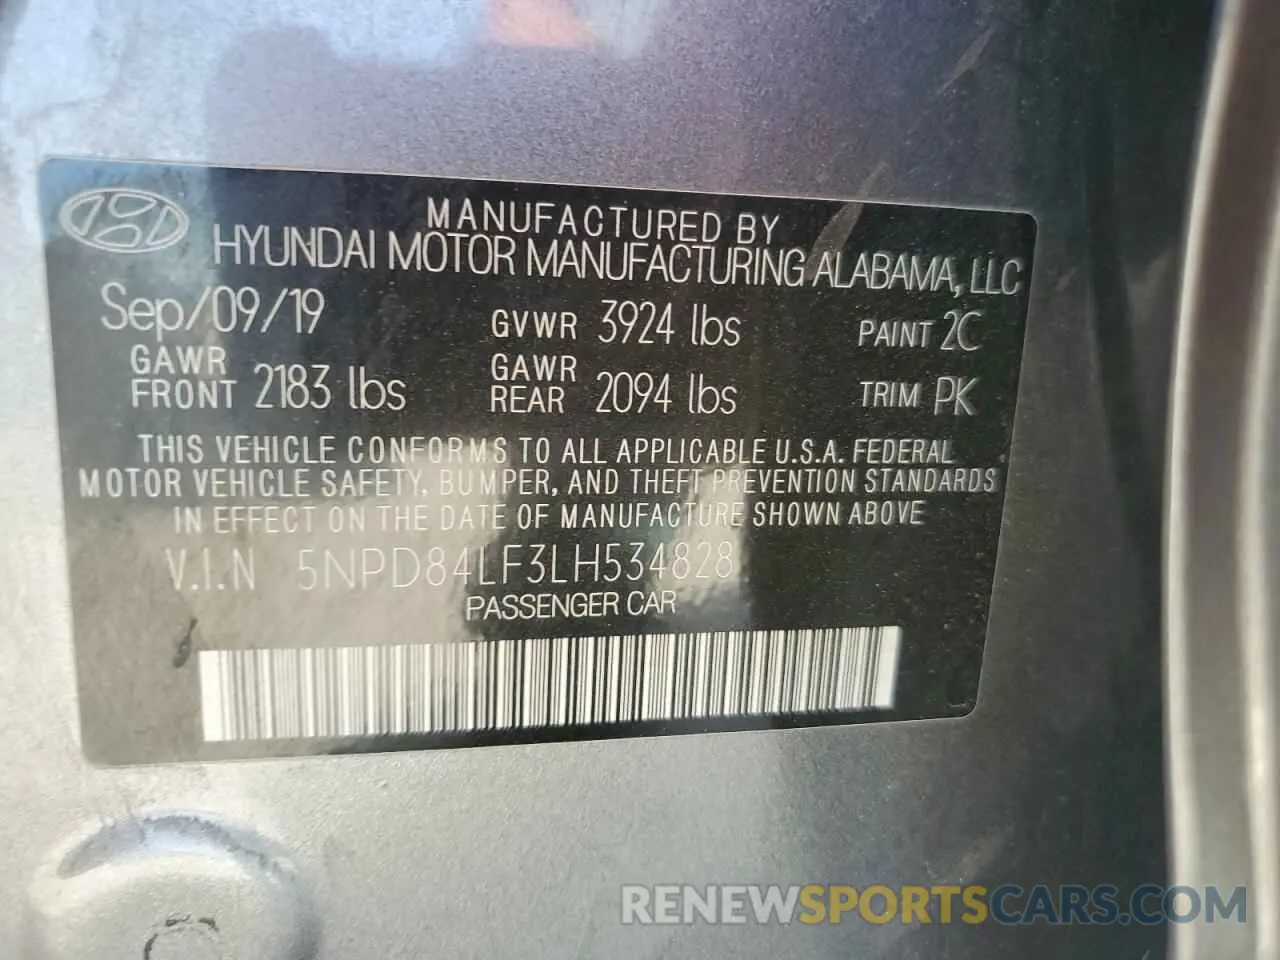 MANUFACTURED BY
HYUNDAI MOTOR MANUFACTURING ALABAMA, LLC
Sep/09/19 GVWR 3924 lbs PAINT 2C
GAWR FRONT 2183 lbs GAWR REAR 2094 lbs TRIM PK
THIS VEHICLE CONFORMS TO ALL APPLICABLE U.S.A. FEDERAL
MOTOR VEHICLE SAFETY, BUMPER, AND THEFT PREVENTION STANDARDS
IN EFFECT ON THE DATE OF MANUFACTURE SHOWN ABOVE
V.I.N 5NPD84LF3LH534828
PASSENGER CAR
RENEWSPORTSCARS.COM